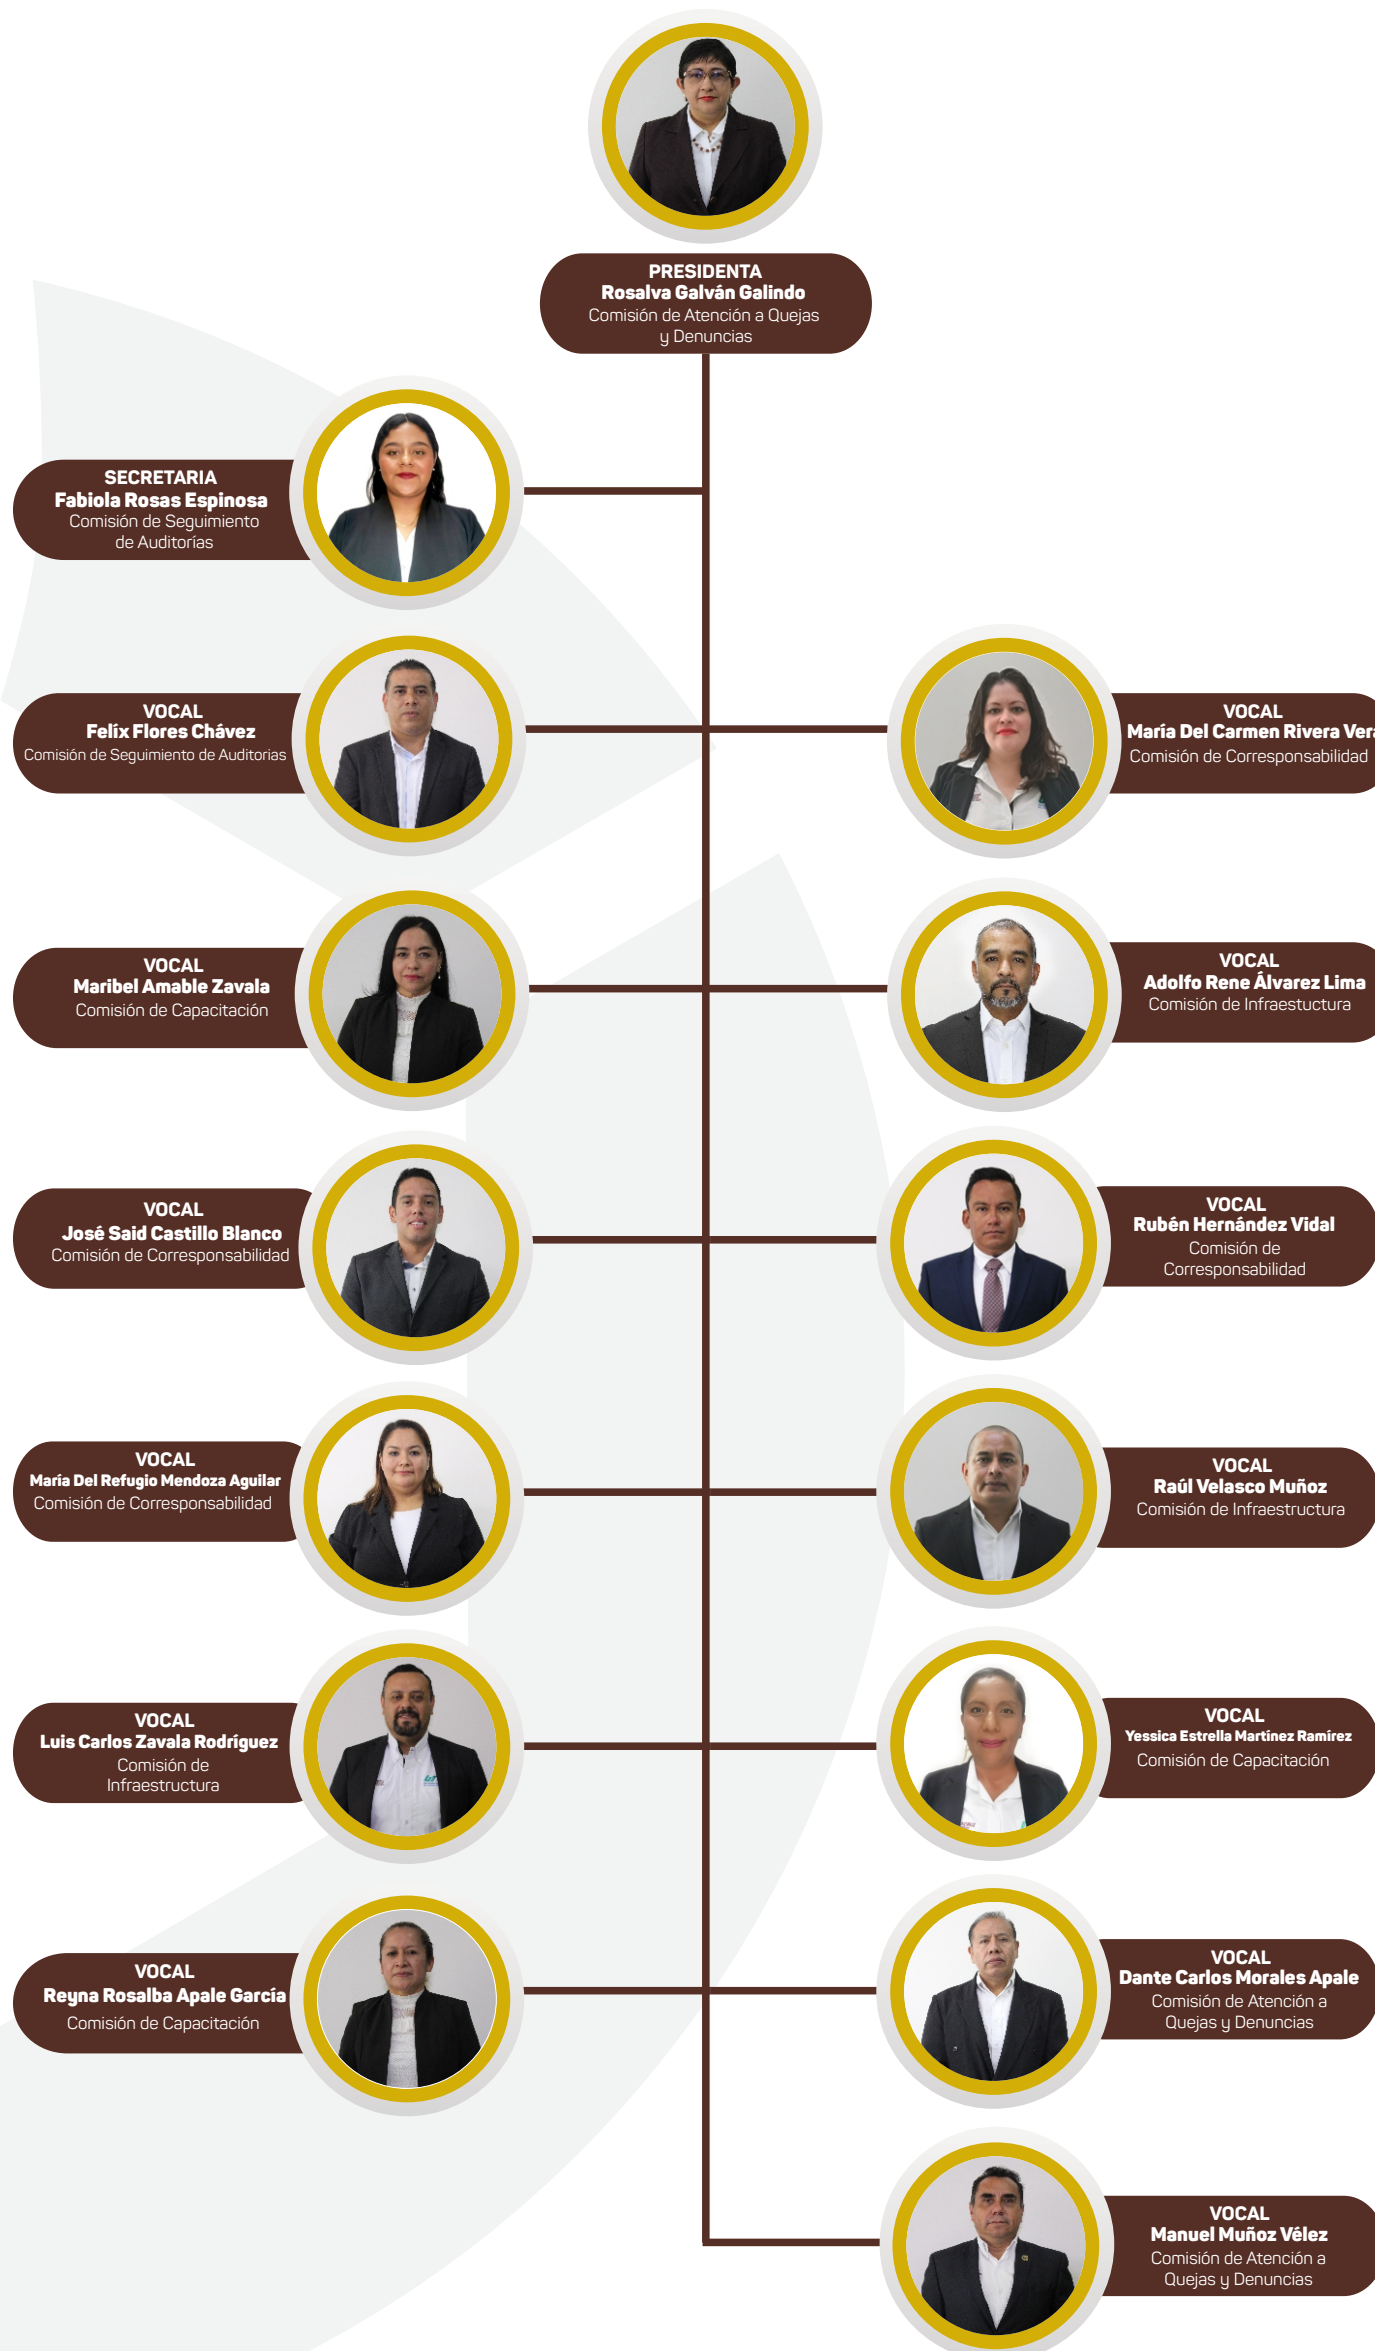 PRESIDENTA
Rosalva Galván Galindo
Comisión de Atención a Quejas
y Denuncias
SECRETARIA
Fabiola Rosas Espinosa
Comisión de Seguimiento
de Auditorías
VOCAL
Felíx Flores Chávez
Comisión de Seguimiento de Auditorias
VOCAL
María Del Carmen Rivera Vera
Comisión de Corresponsabilidad
VOCAL
Maribel Amable Zavala
Comisión de Capacitación
VOCAL
Adolfo Rene Álvarez Lima
Comisión de Infraestuctura
VOCAL
José Said Castillo Blanco
Comisión de Corresponsabilidad
VOCAL
Rubén Hernández Vidal
Comisión de
Corresponsabilidad
VOCAL
María Del Refugio Mendoza Aguilar
Comisión de Corresponsabilidad
VOCAL
Raúl Velasco Muñoz
Comisión de Infraestructura
VOCAL
Luis Carlos Zavala Rodríguez
Comisión de
Infraestructura
VOCAL
Yessica Estrella Martínez Ramírez
Comisión de Capacitación
VOCAL
Reyna Rosalba Apale García
Comisión de Capacitación
VOCAL
Dante Carlos Morales Apale
Comisión de Atención a
Quejas y Denuncias
VOCAL
Manuel Muñoz Vélez
Comisión de Atención a
Quejas y Denuncias